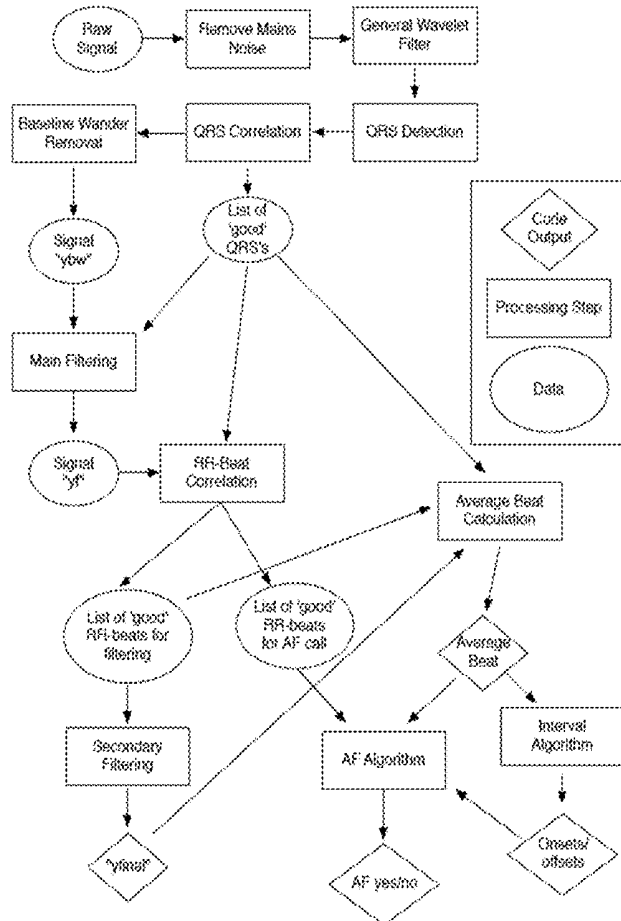 Raw
Signal
Remove Mains
Noise
General Wavelet
Filter
Baseline Wander
Removal
QRS Correlation
QRS Detection
Signal
"ybw"
List of
'good'
QRS's
Code
Output
Processing Step
Data
Main Filtering
Signal
"yf"
RR-Beat
Correlation
Average Beat
Calculation
List of 'good'
RR-beats for
filtering
List of 'good'
RR-beats
for AF call
Average
Beat
Secondary
Filtering
AF Algorithm
Interval
Algorithm
"yfinal"
AF yes/no
Onsets/
offsets